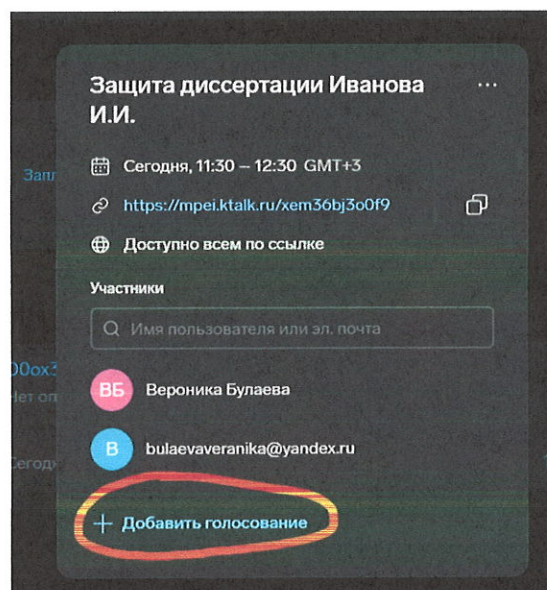 Защита диссертации Иванова
И.И.
Сегодня, 11:30 – 12:30 GMT+3
https://mpei.ktalk.ru/xem36bj3o0f9
Доступно всем по ссылке
Участники
Имя пользователя или эл. почта
ВБ Вероника Булаева
B bulaevaveranika@yandex.ru
+ Добавить голосование